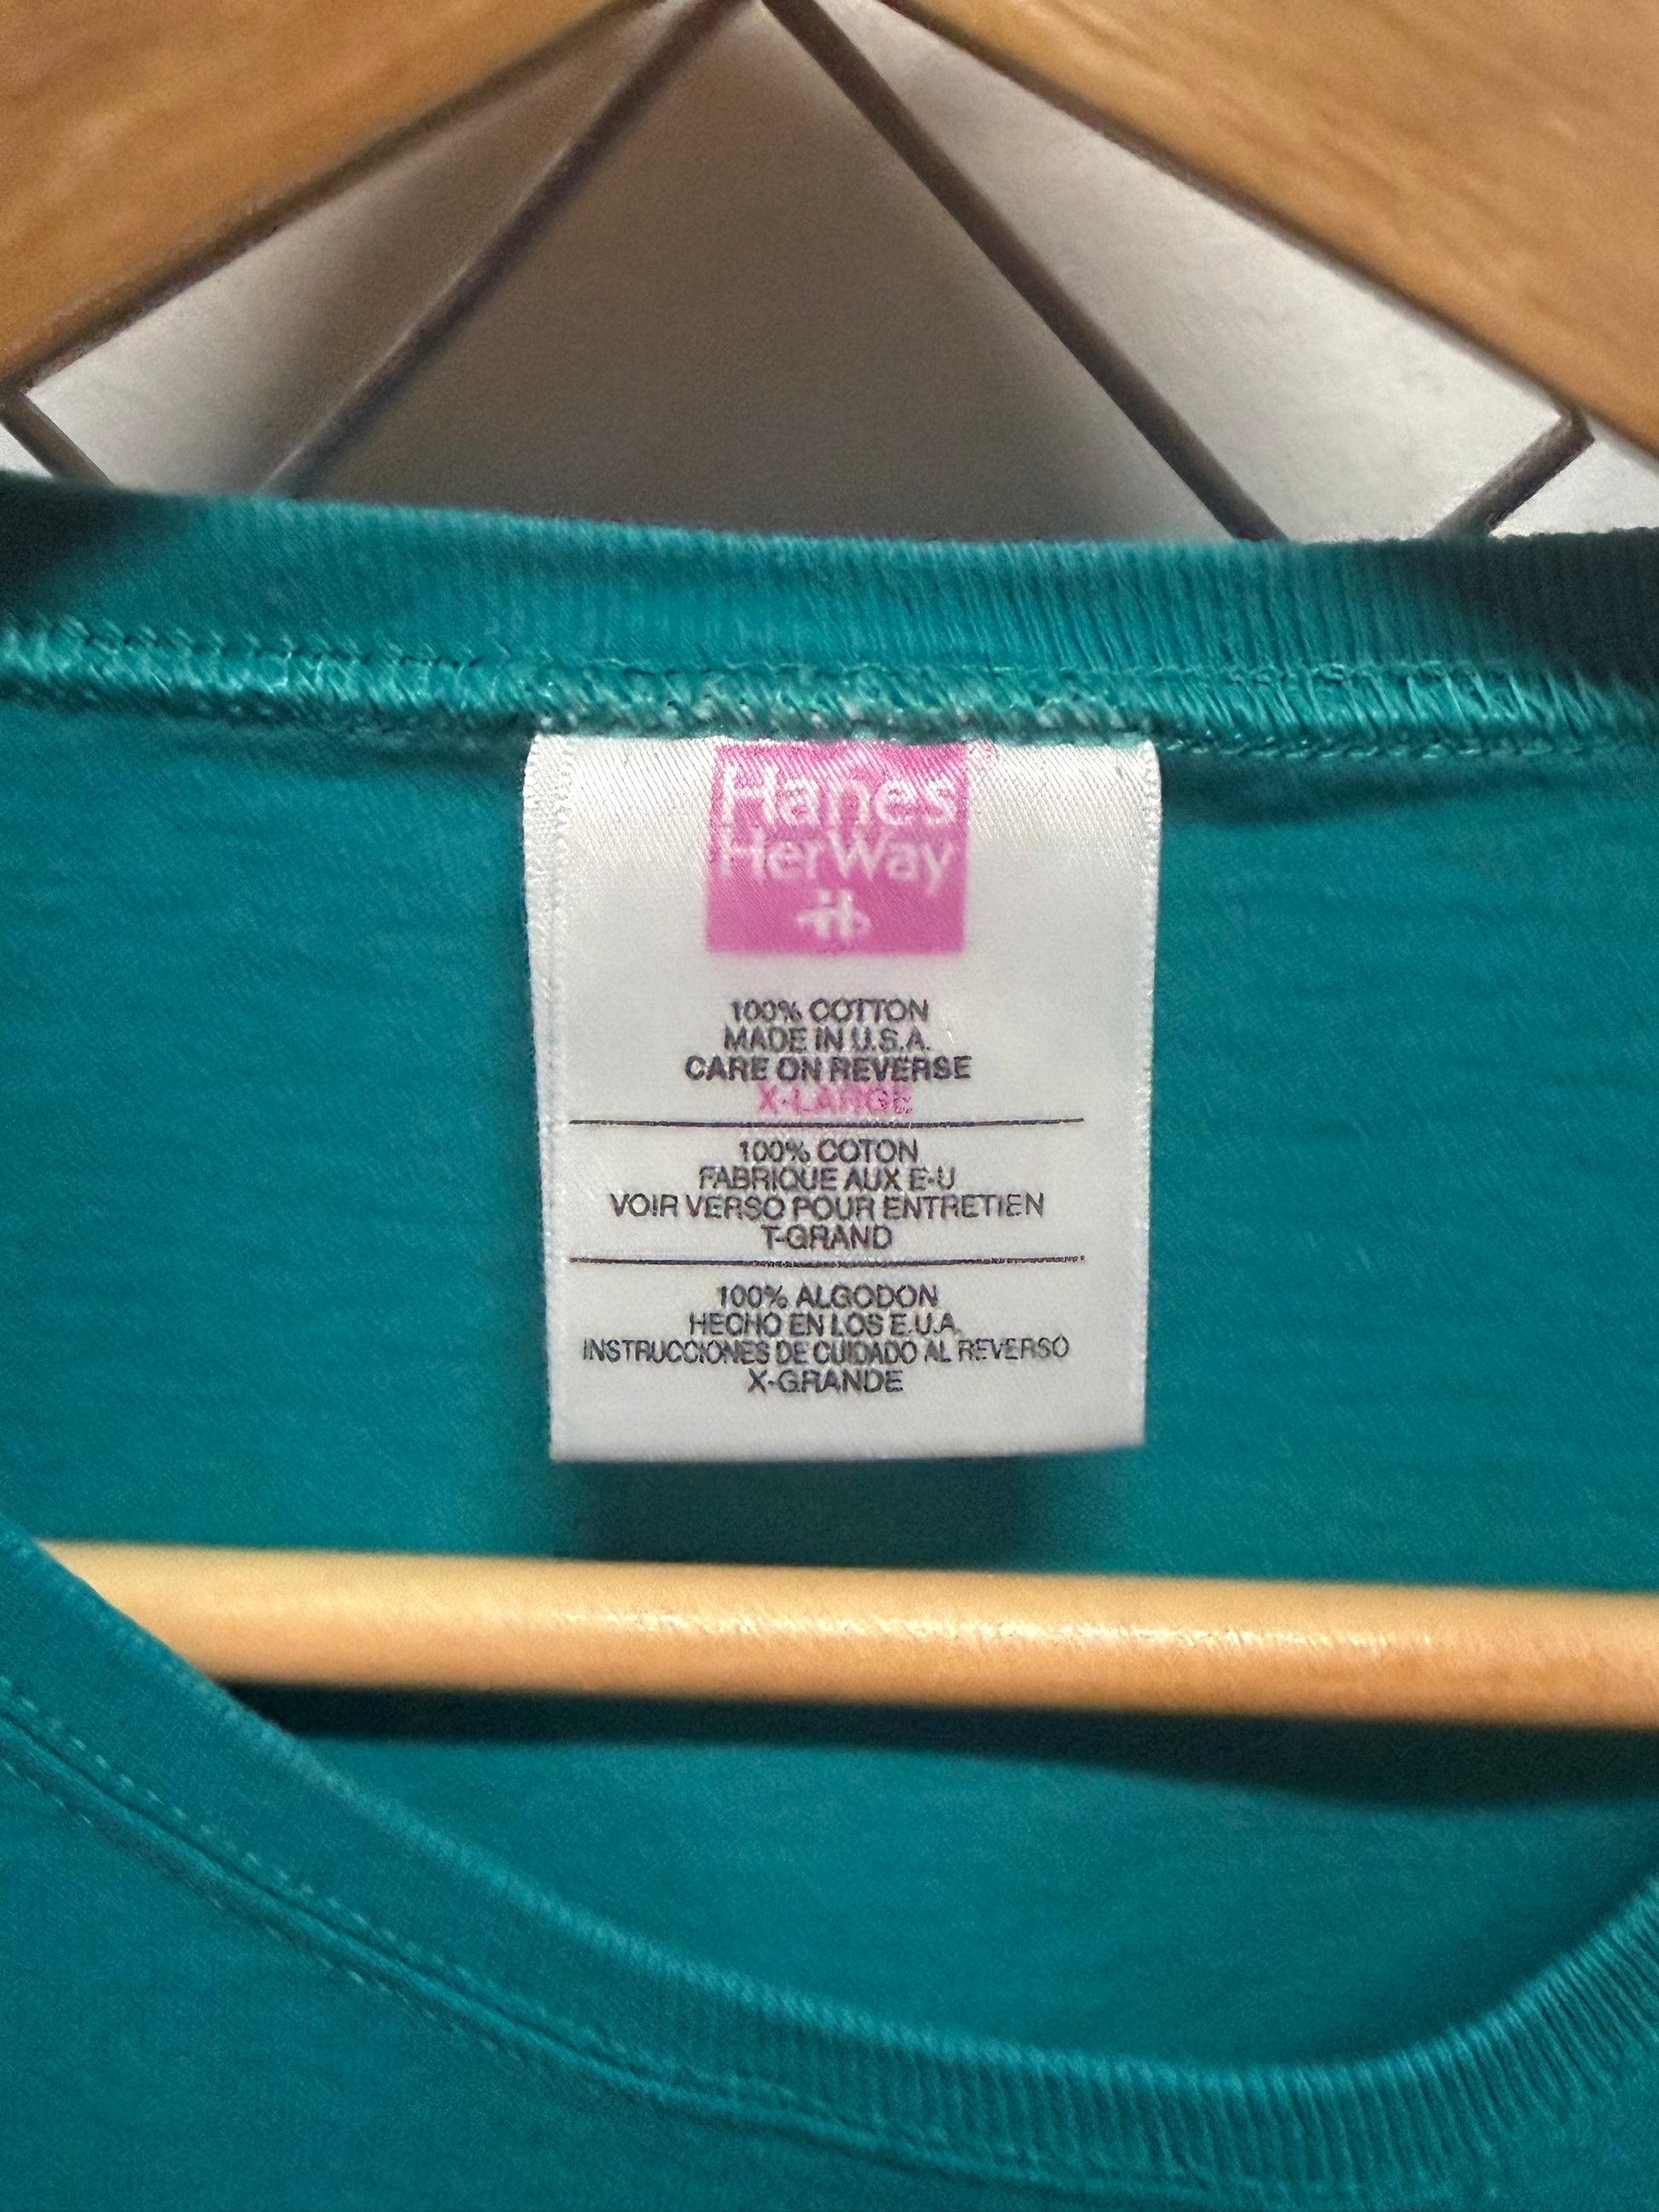 Hanes
HerWay
100% COTTON
MADE IN U.S.A.
CARE ON REVERSE
X-LARGE
100% COTON
FABRIQUE AUX E-U
VOIR VERSO POUR ENTRETIEN
T-GRAND
100% ALGODON
HECHO EN LOS E.U.A.
INSTRUCCIONES DE CUIDADO AL REVERSO
X-GRANDE